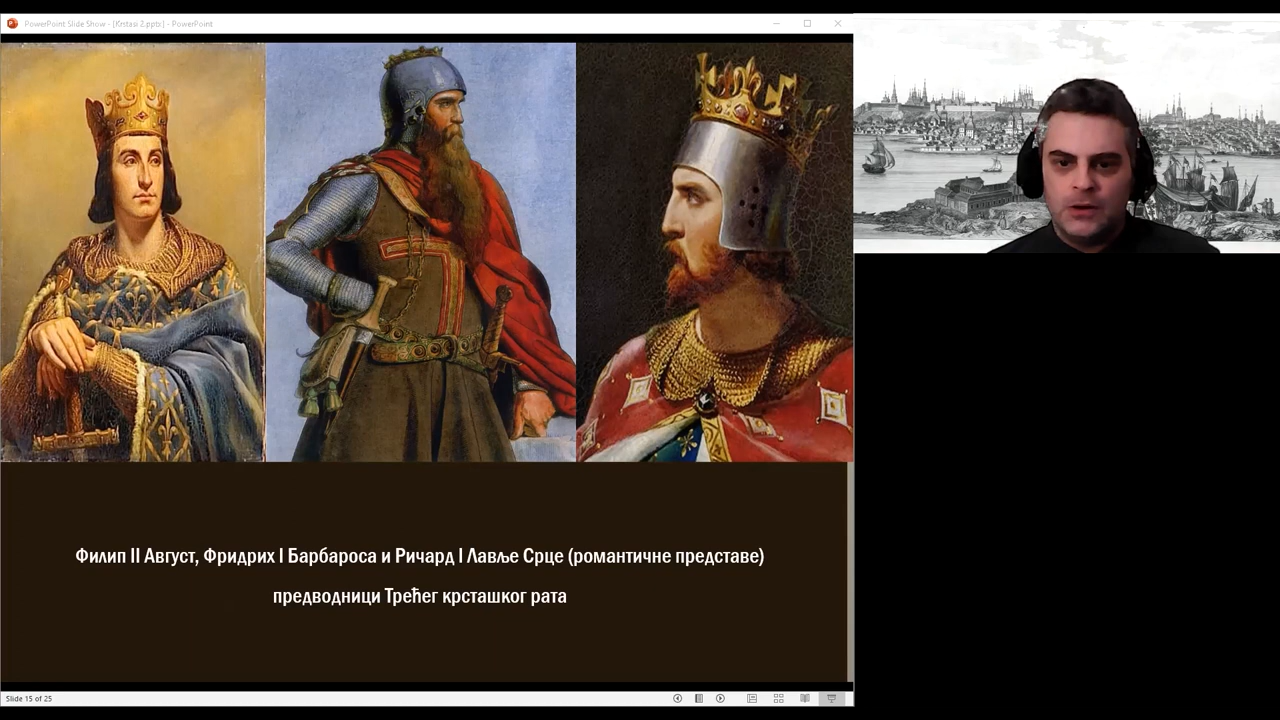 PowerPoint Slide Show - [Krstasi 2.pptx] - PowerPoint
Филип II Август, Фридрих I Барбароса и Ричард I Лавље Срце (романтичне представе)
предводници Трећег крсташког рата
Slide 15 of 25